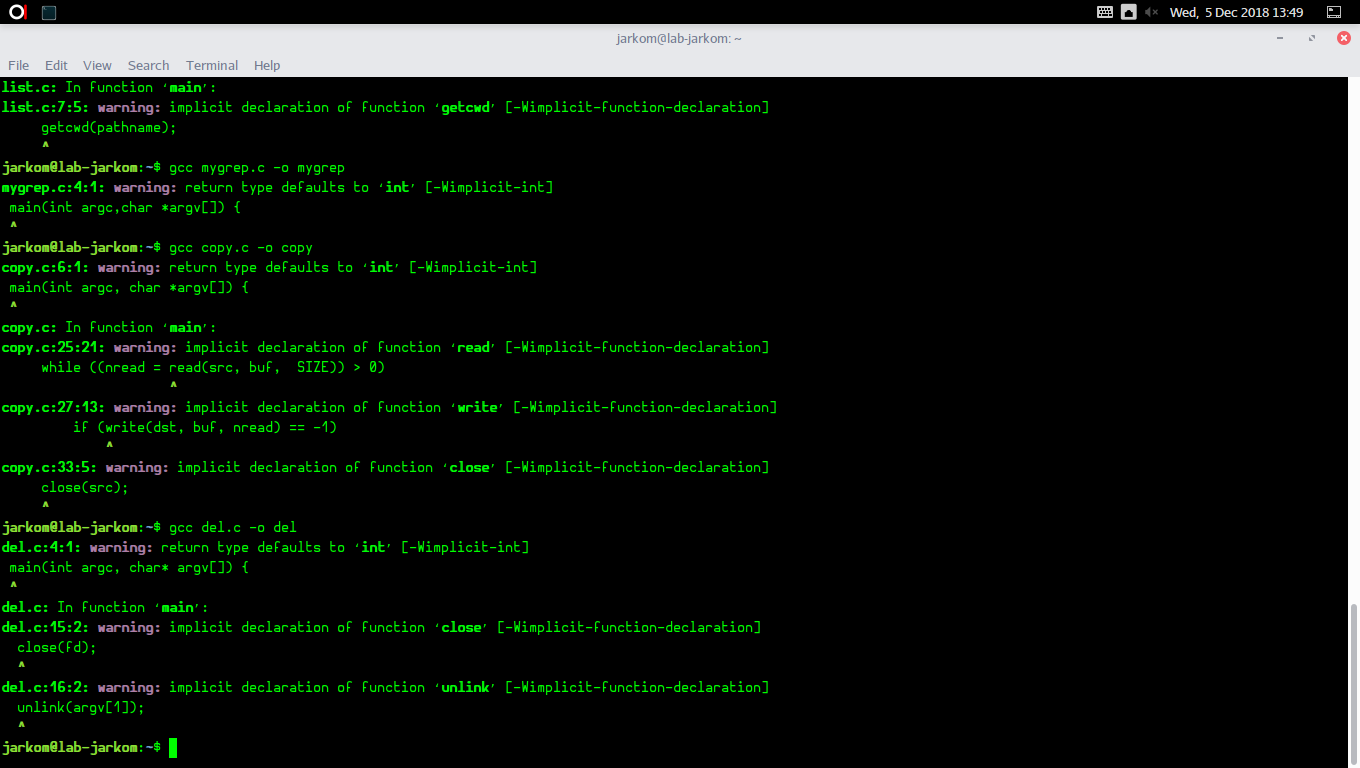 Wed, 5 Dec 2018 13:49
jarkom@lab-jarkom: ~
File Edit View Search Terminal Help
list.c: In function ‘main’:
list.c:7:5: warning: implicit declaration of function ‘getcwd’ [-Wimplicit-function-declaration]
     getcwd(pathname);
     ^
jarkom@lab-jarkom:~$ gcc mygrep.c -o mygrep
mygrep.c:4:1: warning: return type defaults to ‘int’ [-Wimplicit-int]
 main(int argc,char *argv[]) {
 ^
jarkom@lab-jarkom:~$ gcc copy.c -o copy
copy.c:6:1: warning: return type defaults to ‘int’ [-Wimplicit-int]
 main(int argc, char *argv[]) {
 ^
copy.c: In function ‘main’:
copy.c:25:21: warning: implicit declaration of function ‘read’ [-Wimplicit-function-declaration]
     while ((nread = read(src, buf,  SIZE)) > 0)
                     ^
copy.c:27:13: warning: implicit declaration of function ‘write’ [-Wimplicit-function-declaration]
         if (write(dst, buf, nread) == -1)
             ^
copy.c:33:5: warning: implicit declaration of function ‘close’ [-Wimplicit-function-declaration]
     close(src);
     ^
jarkom@lab-jarkom:~$ gcc del.c -o del
del.c:4:1: warning: return type defaults to ‘int’ [-Wimplicit-int]
 main(int argc, char* argv[]) {
 ^
del.c: In function ‘main’:
del.c:15:2: warning: implicit declaration of function ‘close’ [-Wimplicit-function-declaration]
  close(fd);
  ^
del.c:16:2: warning: implicit declaration of function ‘unlink’ [-Wimplicit-function-declaration]
  unlink(argv[1]);
  ^
jarkom@lab-jarkom:~$